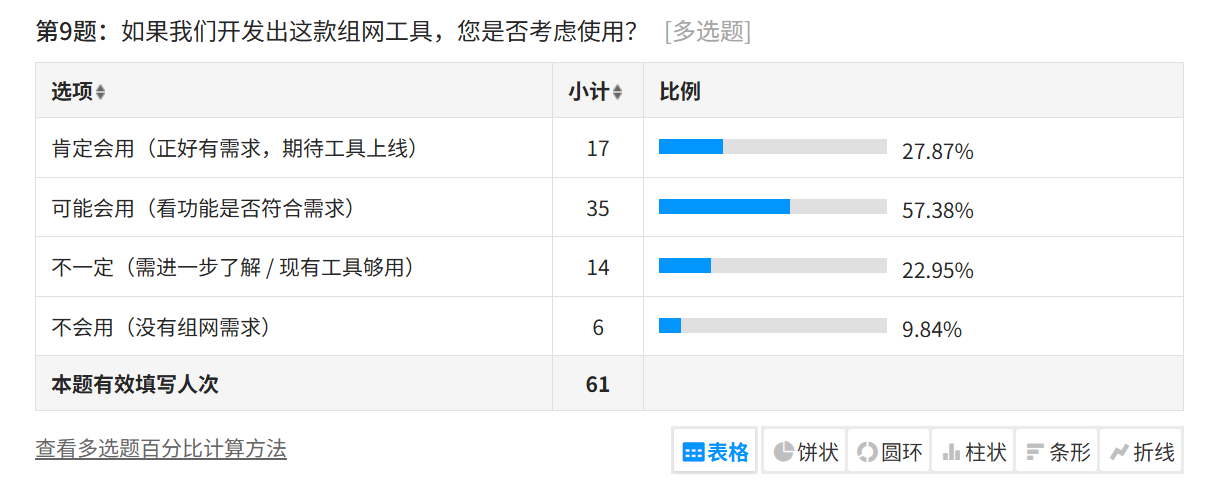 第9题：如果我们开发出这款组网工具，您是否考虑使用？ [多选题]
选项 小计 比例
肯定会用（正好有需求，期待工具上线） 17 27.87%
可能会用（看功能是否符合需求） 35 57.38%
不一定（需进一步了解 / 现有工具够用） 14 22.95%
不会用（没有组网需求） 6 9.84%
本题有效填写人次 61
查看多选题百分比计算方法 表格 饼状 圆环 柱状 条形 折线